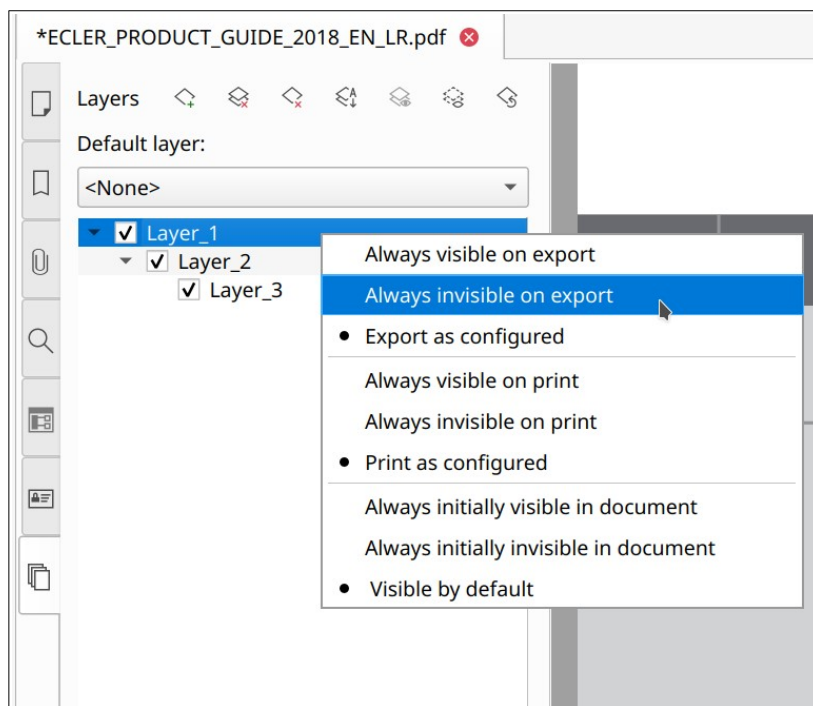 *ECLER_PRODUCT_GUIDE_2018_EN_LR.pdf
Layers
Default layer:
<None>
Layer_1
Layer_2
Layer_3
Always visible on export
Always invisible on export
Export as configured
Always visible on print
Always invisible on print
Print as configured
Always initially visible in document
Always initially invisible in document
Visible by default